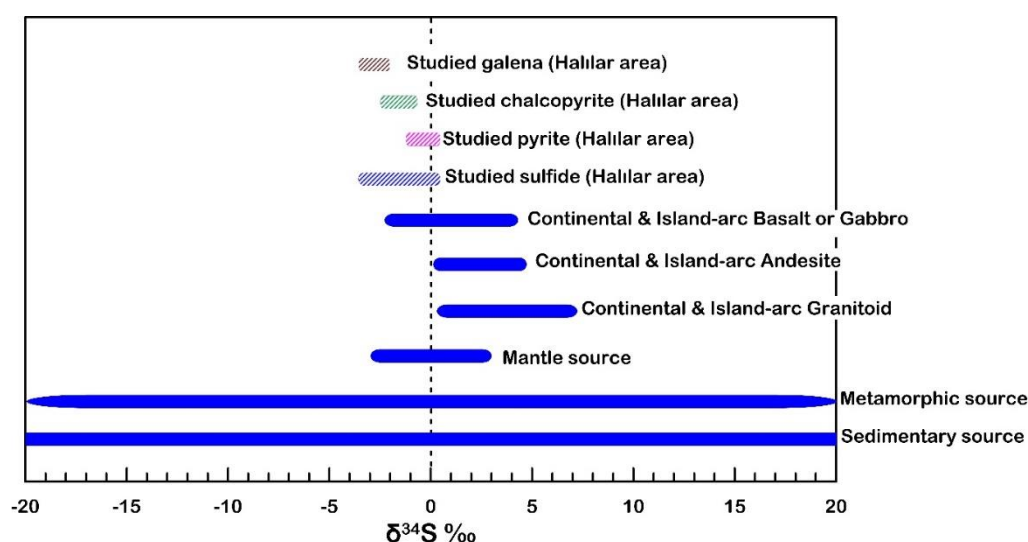 Studied galena (Halılar area)
Studied chalcopyrite (Halılar area)
Studied pyrite (Halılar area)
Studied sulfide (Halılar area)
Continental & Island-arc Basalt or Gabbro
Continental & Island-arc Andesite
Continental & Island-arc Granitoid
Mantle source
Metamorphic source
Sedimentary source
-20 -15 -10 -5 0 5 10 15 20
δ³⁴S ‰